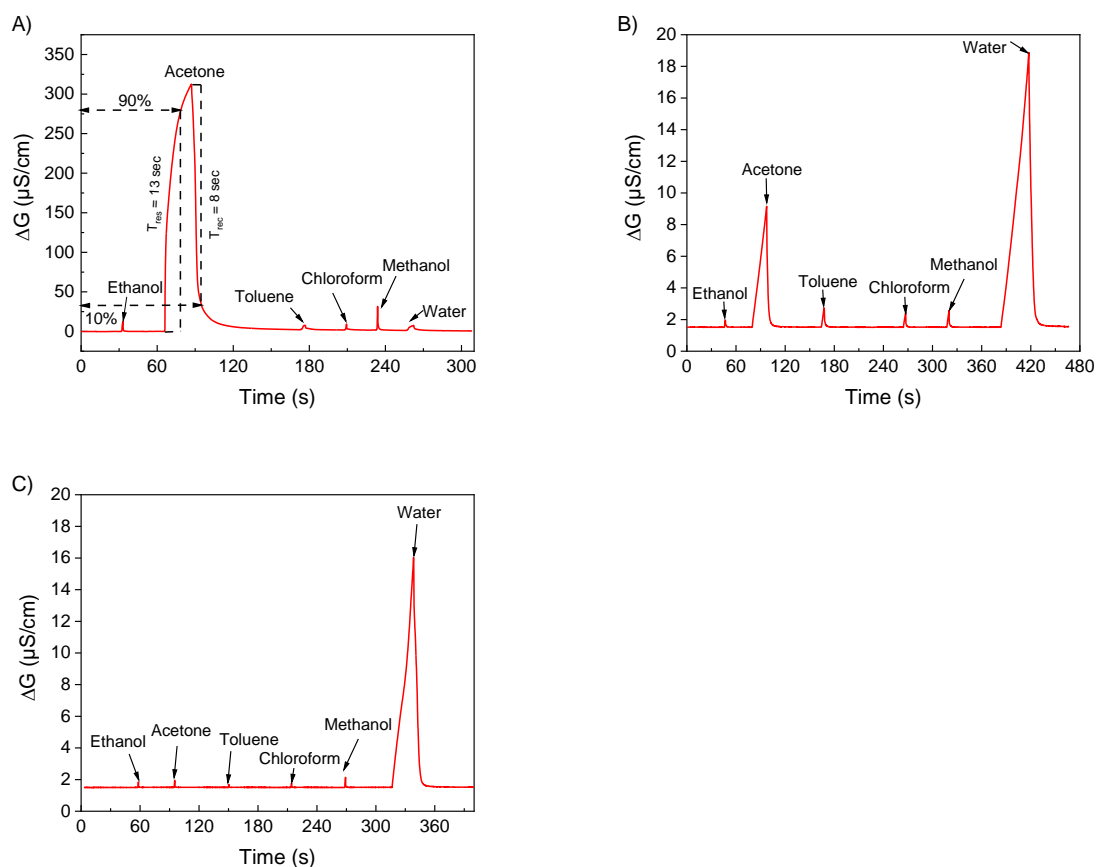 A)
350
300
250
200
150
100
50
0
ΔG (µS/cm)
Acetone
90%
T_res = 13 sec
T_rec = 8 sec
10%
Ethanol
Toluene
Chloroform
Methanol
Water
0 60 120 180 240 300
Time (s)
B)
20
18
16
14
12
10
8
6
4
2
0
ΔG (µS/cm)
Water
Acetone
Ethanol
Toluene
Chloroform
Methanol
0 60 120 180 240 300 360 420 480
Time (s)
C)
20
18
16
14
12
10
8
6
4
2
0
ΔG (µS/cm)
Water
Ethanol
Acetone
Toluene
Chloroform
Methanol
0 60 120 180 240 300 360
Time (s)